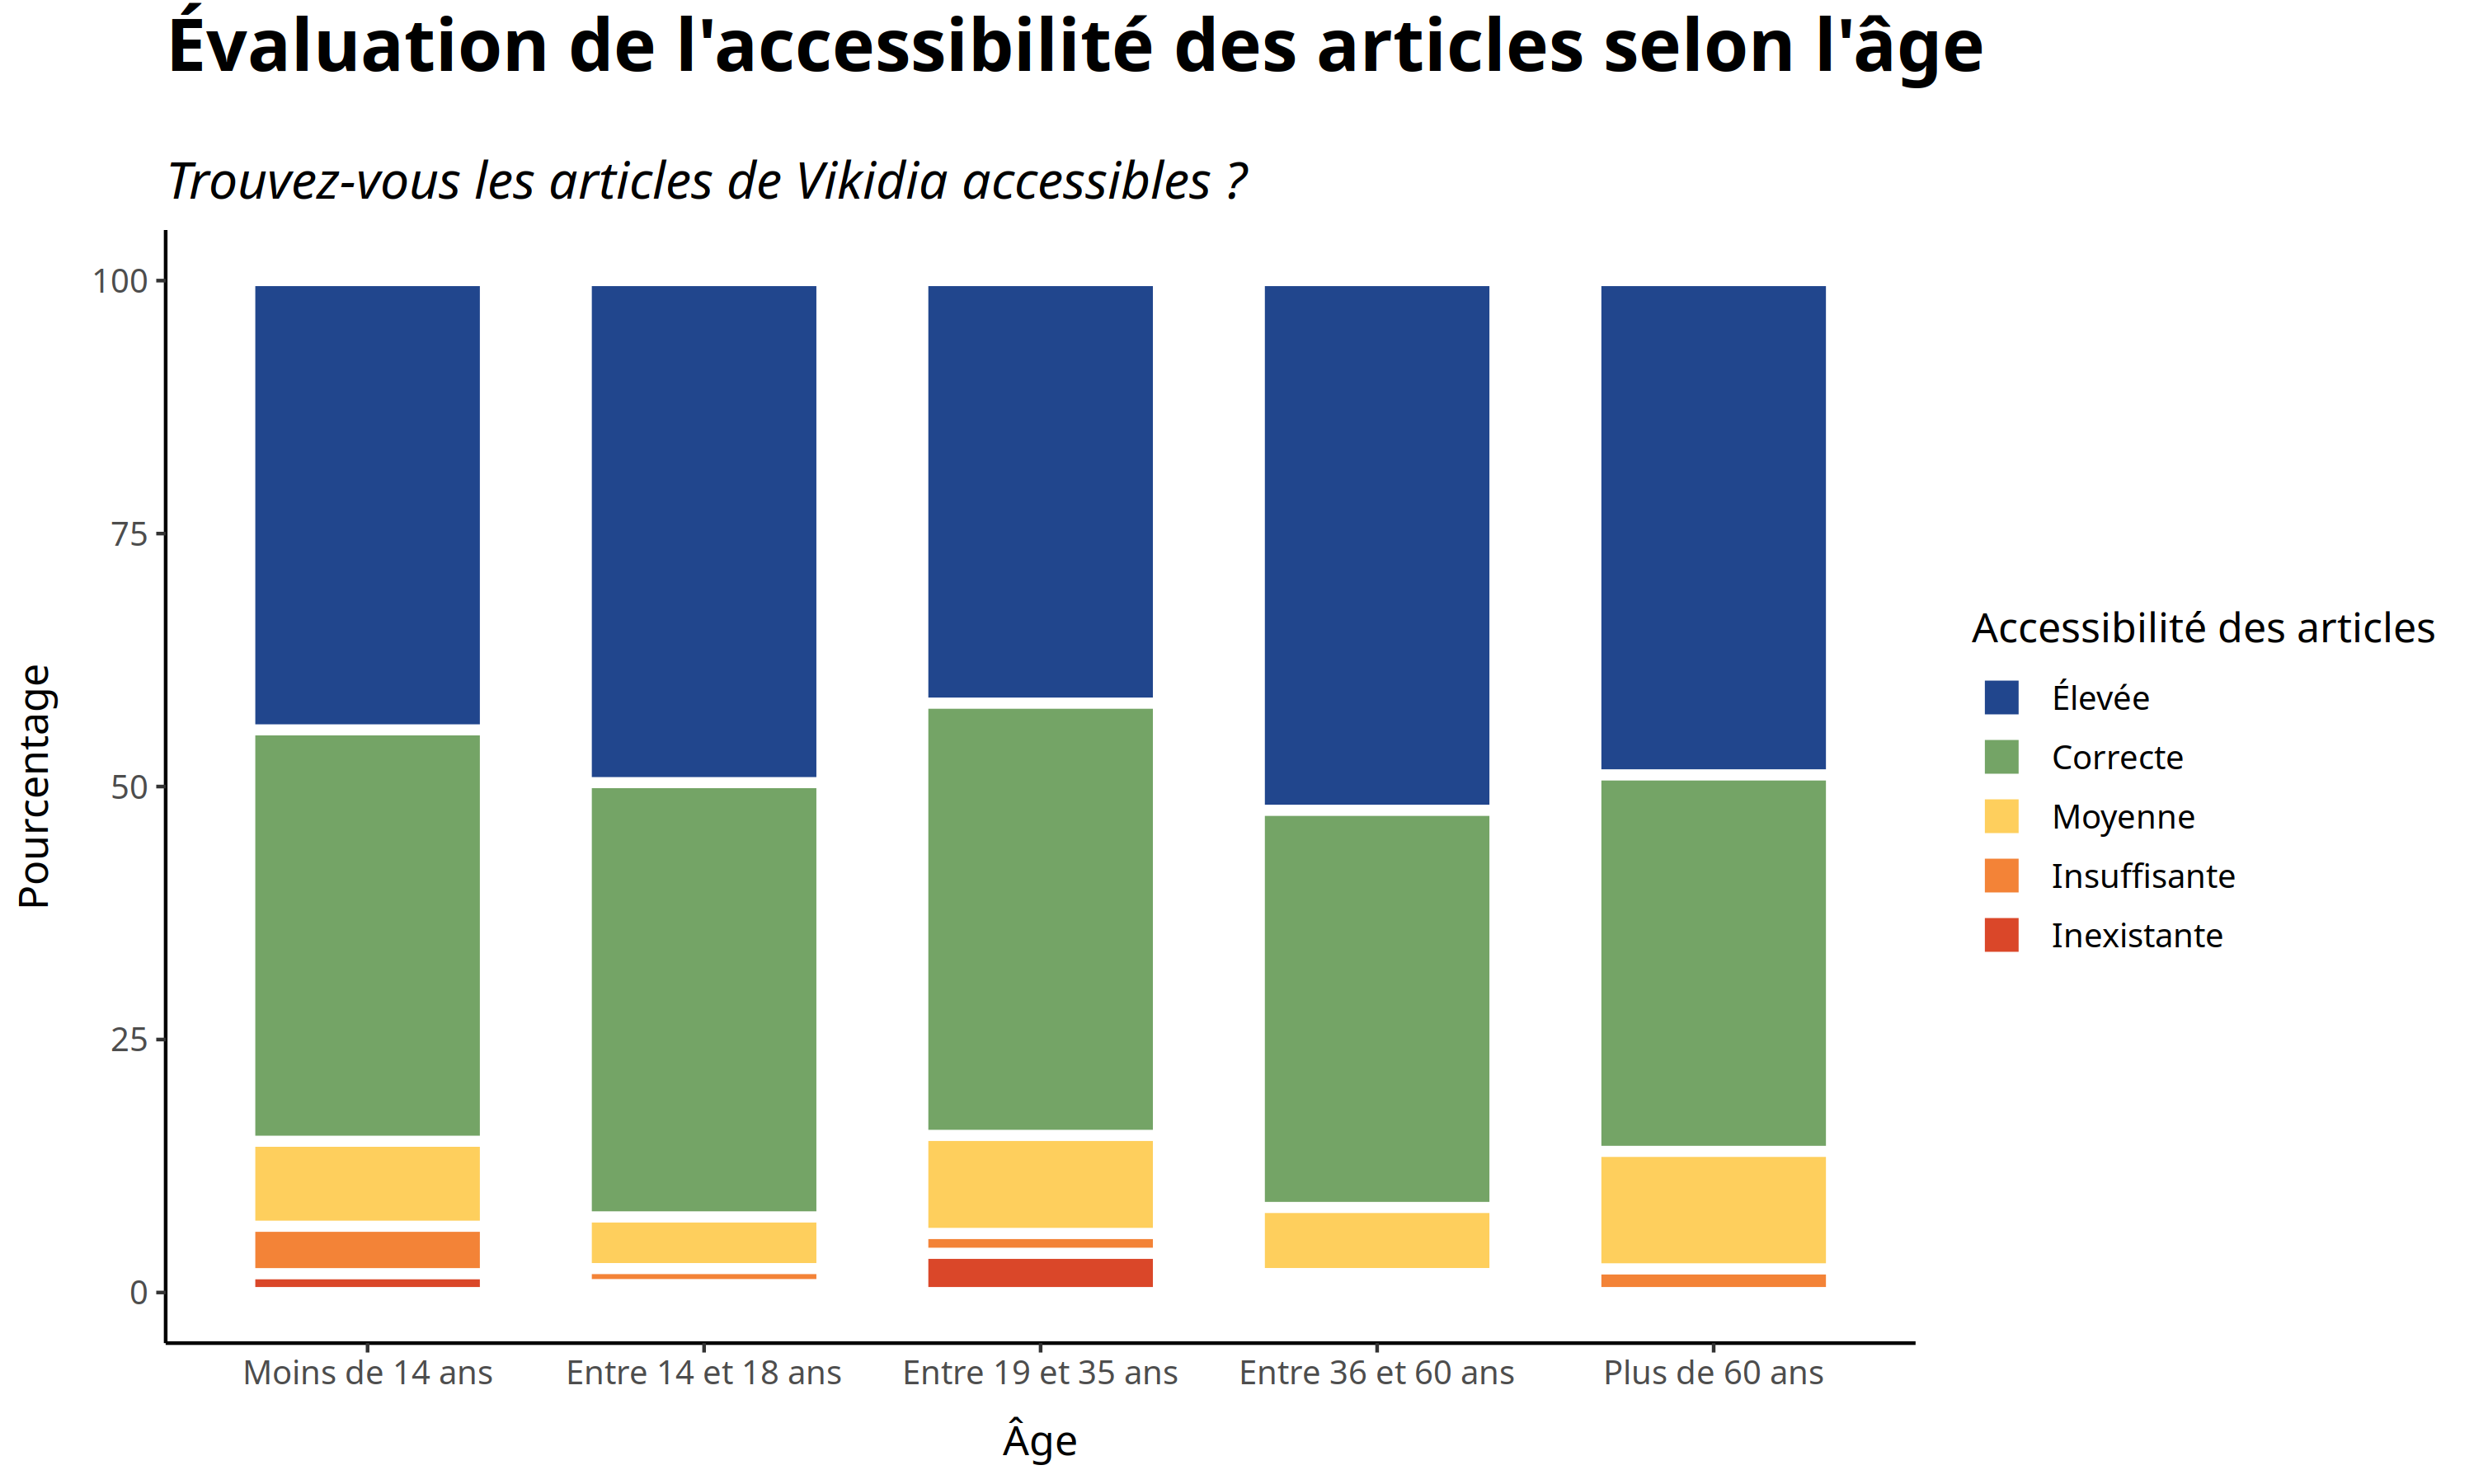 Évaluation de l'accessibilité des articles selon l'âge
Trouvez-vous les articles de Vikidia accessibles ?
Pourcentage
100
75
50
25
0
Moins de 14 ans
Entre 14 et 18 ans
Entre 19 et 35 ans
Entre 36 et 60 ans
Plus de 60 ans
Âge
Accessibilité des articles
Élevée
Correcte
Moyenne
Insuffisante
Inexistante